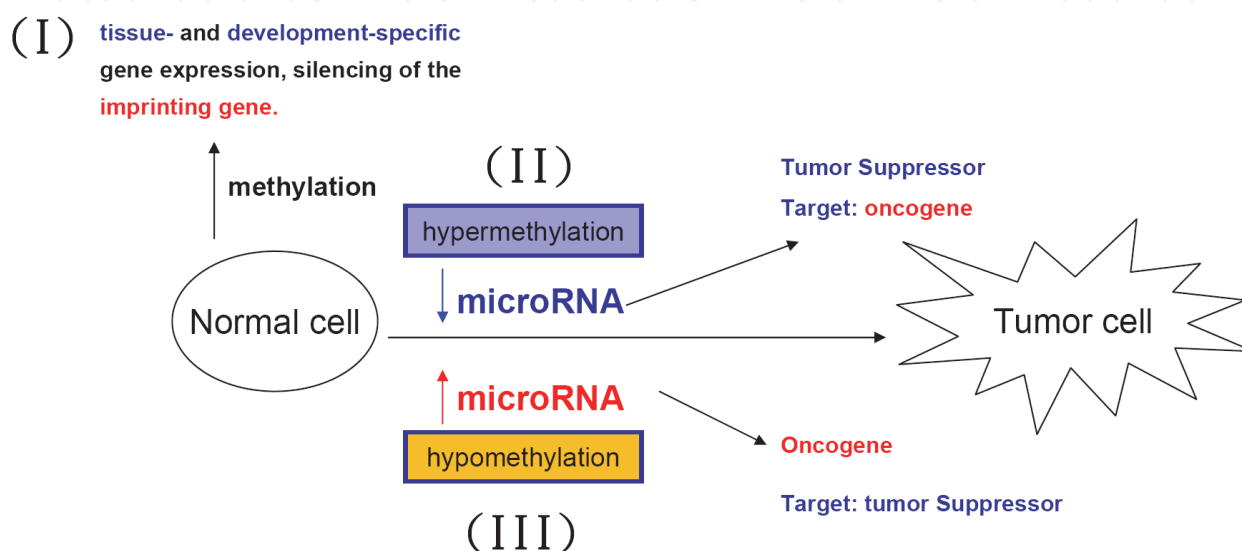 (I) tissue- and development-specific
gene expression, silencing of the
imprinting gene.
methylation
(II)
hypermethylation
microRNA
Tumor Suppressor
Target: oncogene
Normal cell
Tumor cell
microRNA
hypomethylation
(III)
Oncogene
Target: tumor Suppressor